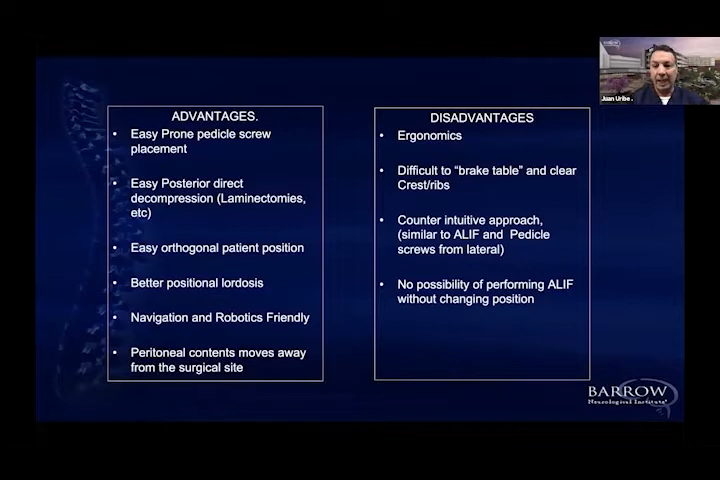 ADVANTAGES.
• Easy Prone pedicle screw
placement
• Easy Posterior direct
decompression (Laminectomies,
etc)
• Easy orthogonal patient position
• Better positional lordosis
• Navigation and Robotics Friendly
• Peritoneal contents moves away
from the surgical site
DISADVANTAGES
• Ergonomics
• Difficult to “brake table” and clear
Crest/ribs
• Counter intuitive approach,
(similar to ALIF and Pedicle
screws from lateral)
• No possibility of performing ALIF
without changing position
BARROW
Neurological Institute®
BARROW
Juan Uribe .